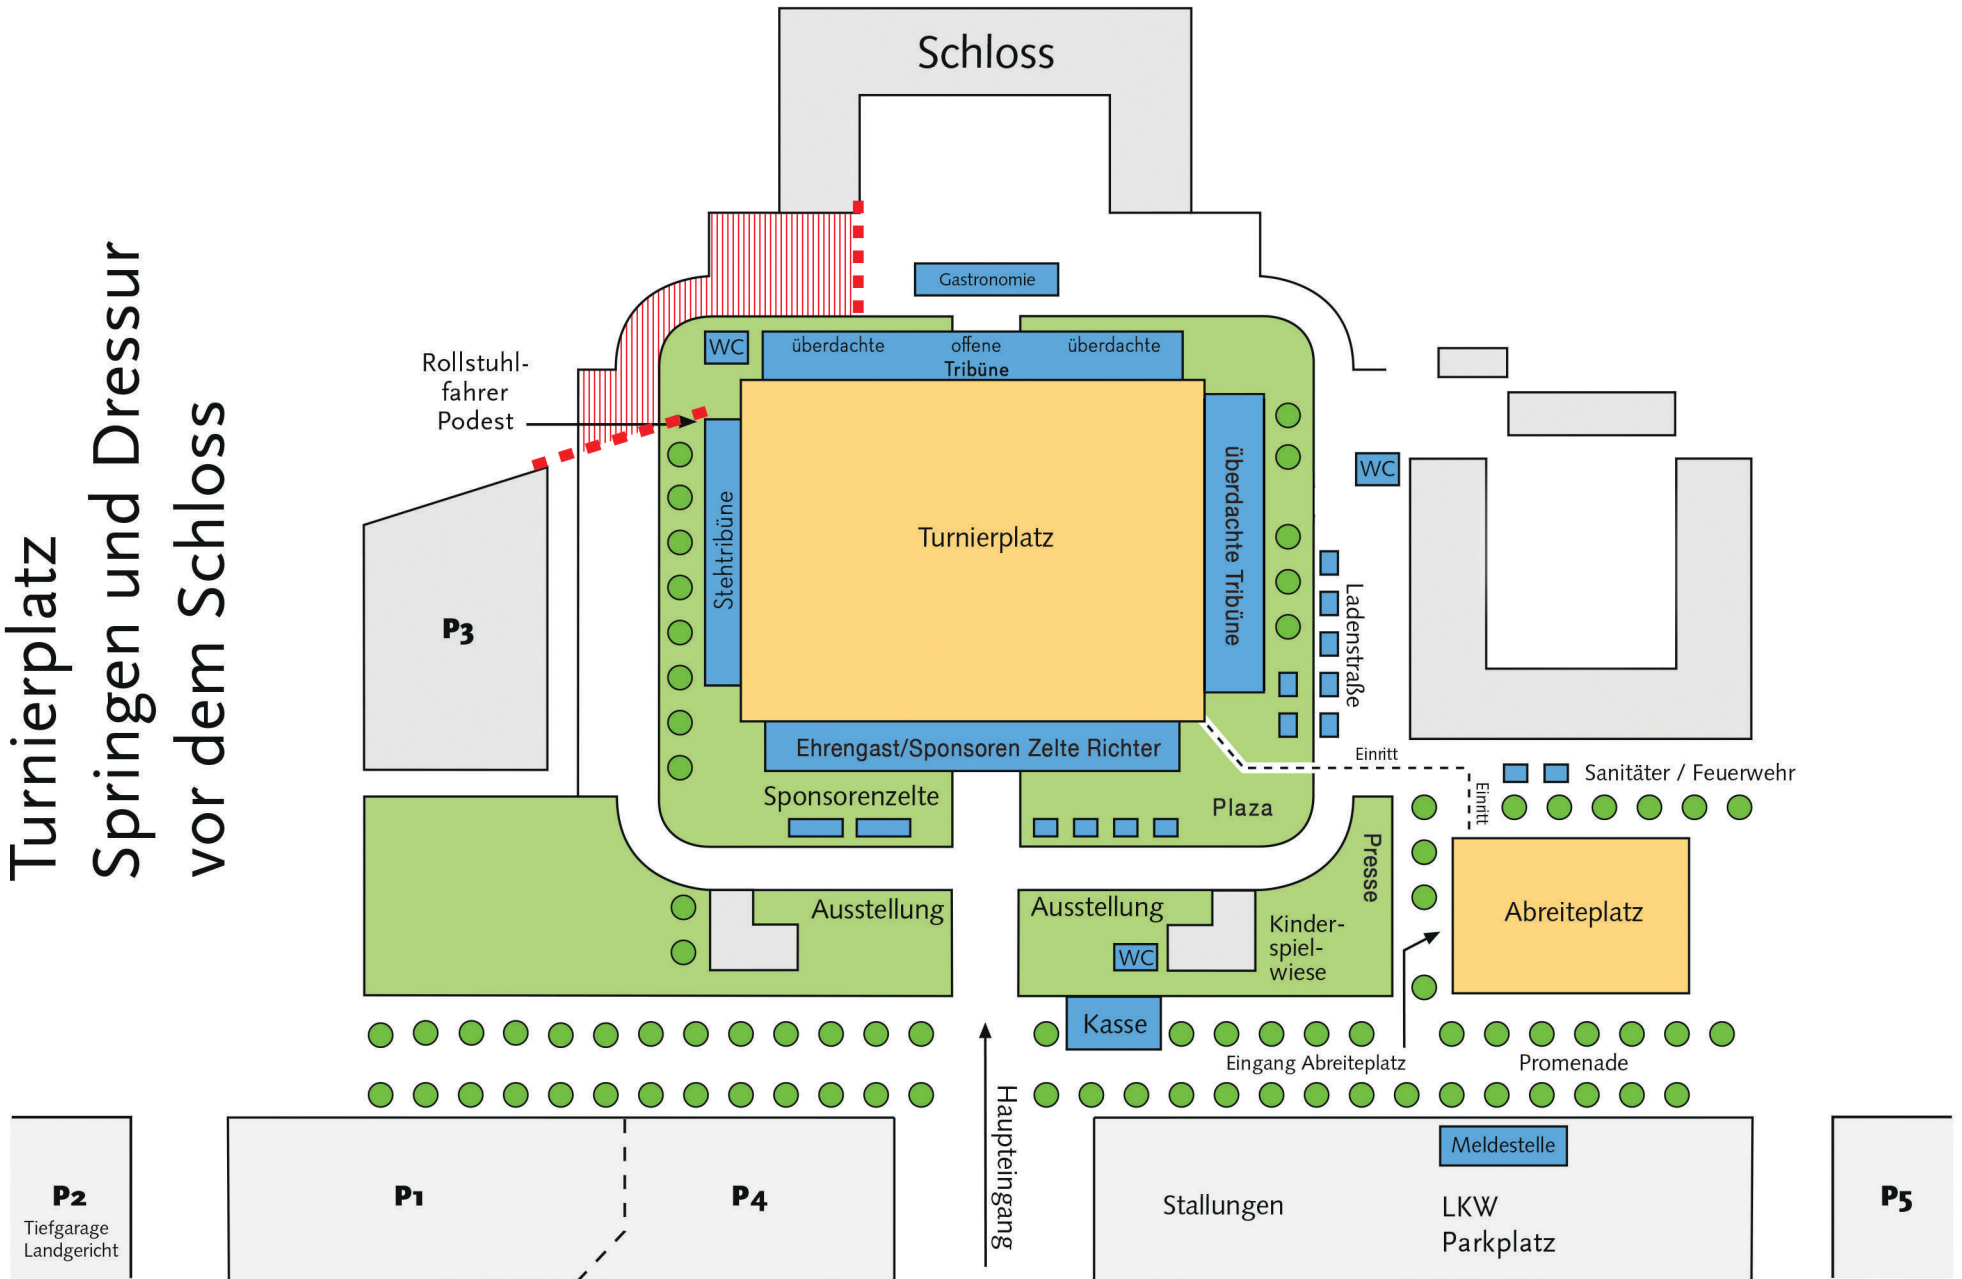 Turnierplatz
Springen und Dressur
vor dem Schloss
Schloss
Gastronomie
WC
überdachte
offene
überdachte
Tribüne
Rollstuhl-
fahrer
Podest
WC
Stehtribüne
Turnierplatz
überdachte Tribüne
Ladenstraße
P3
Ehrengast/Sponsoren Zelte Richter
Einritt
Einritt
Sanitäter / Feuerwehr
Sponsorenzelte
Plaza
Presse
Ausstellung
Ausstellung
Kinder-
spiel-
wiese
WC
Abreiteplatz
Kasse
Eingang Abreiteplatz
Promenade
Haupteingang
Meldestelle
P2
Tiefgarage
Landgericht
P1
P4
Stallungen
LKW
Parkplatz
P5